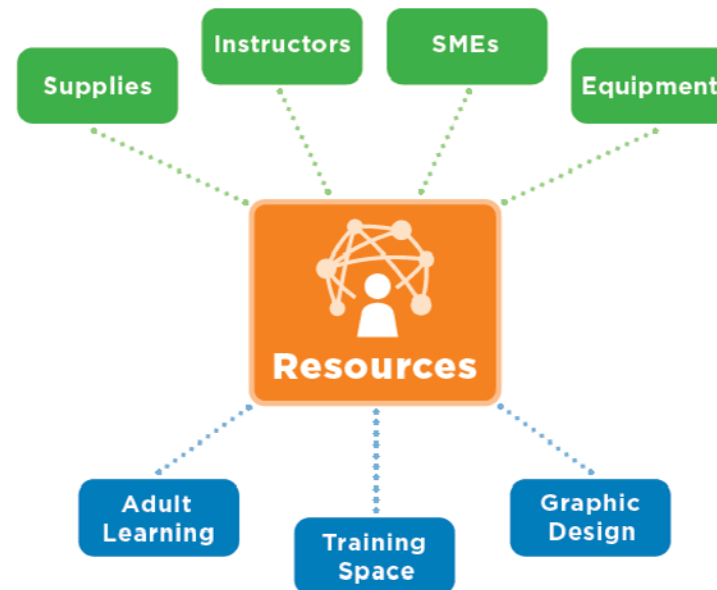 Instructors
SMEs
Supplies
Equipment
Resources
Adult
Learning
Training
Space
Graphic
Design